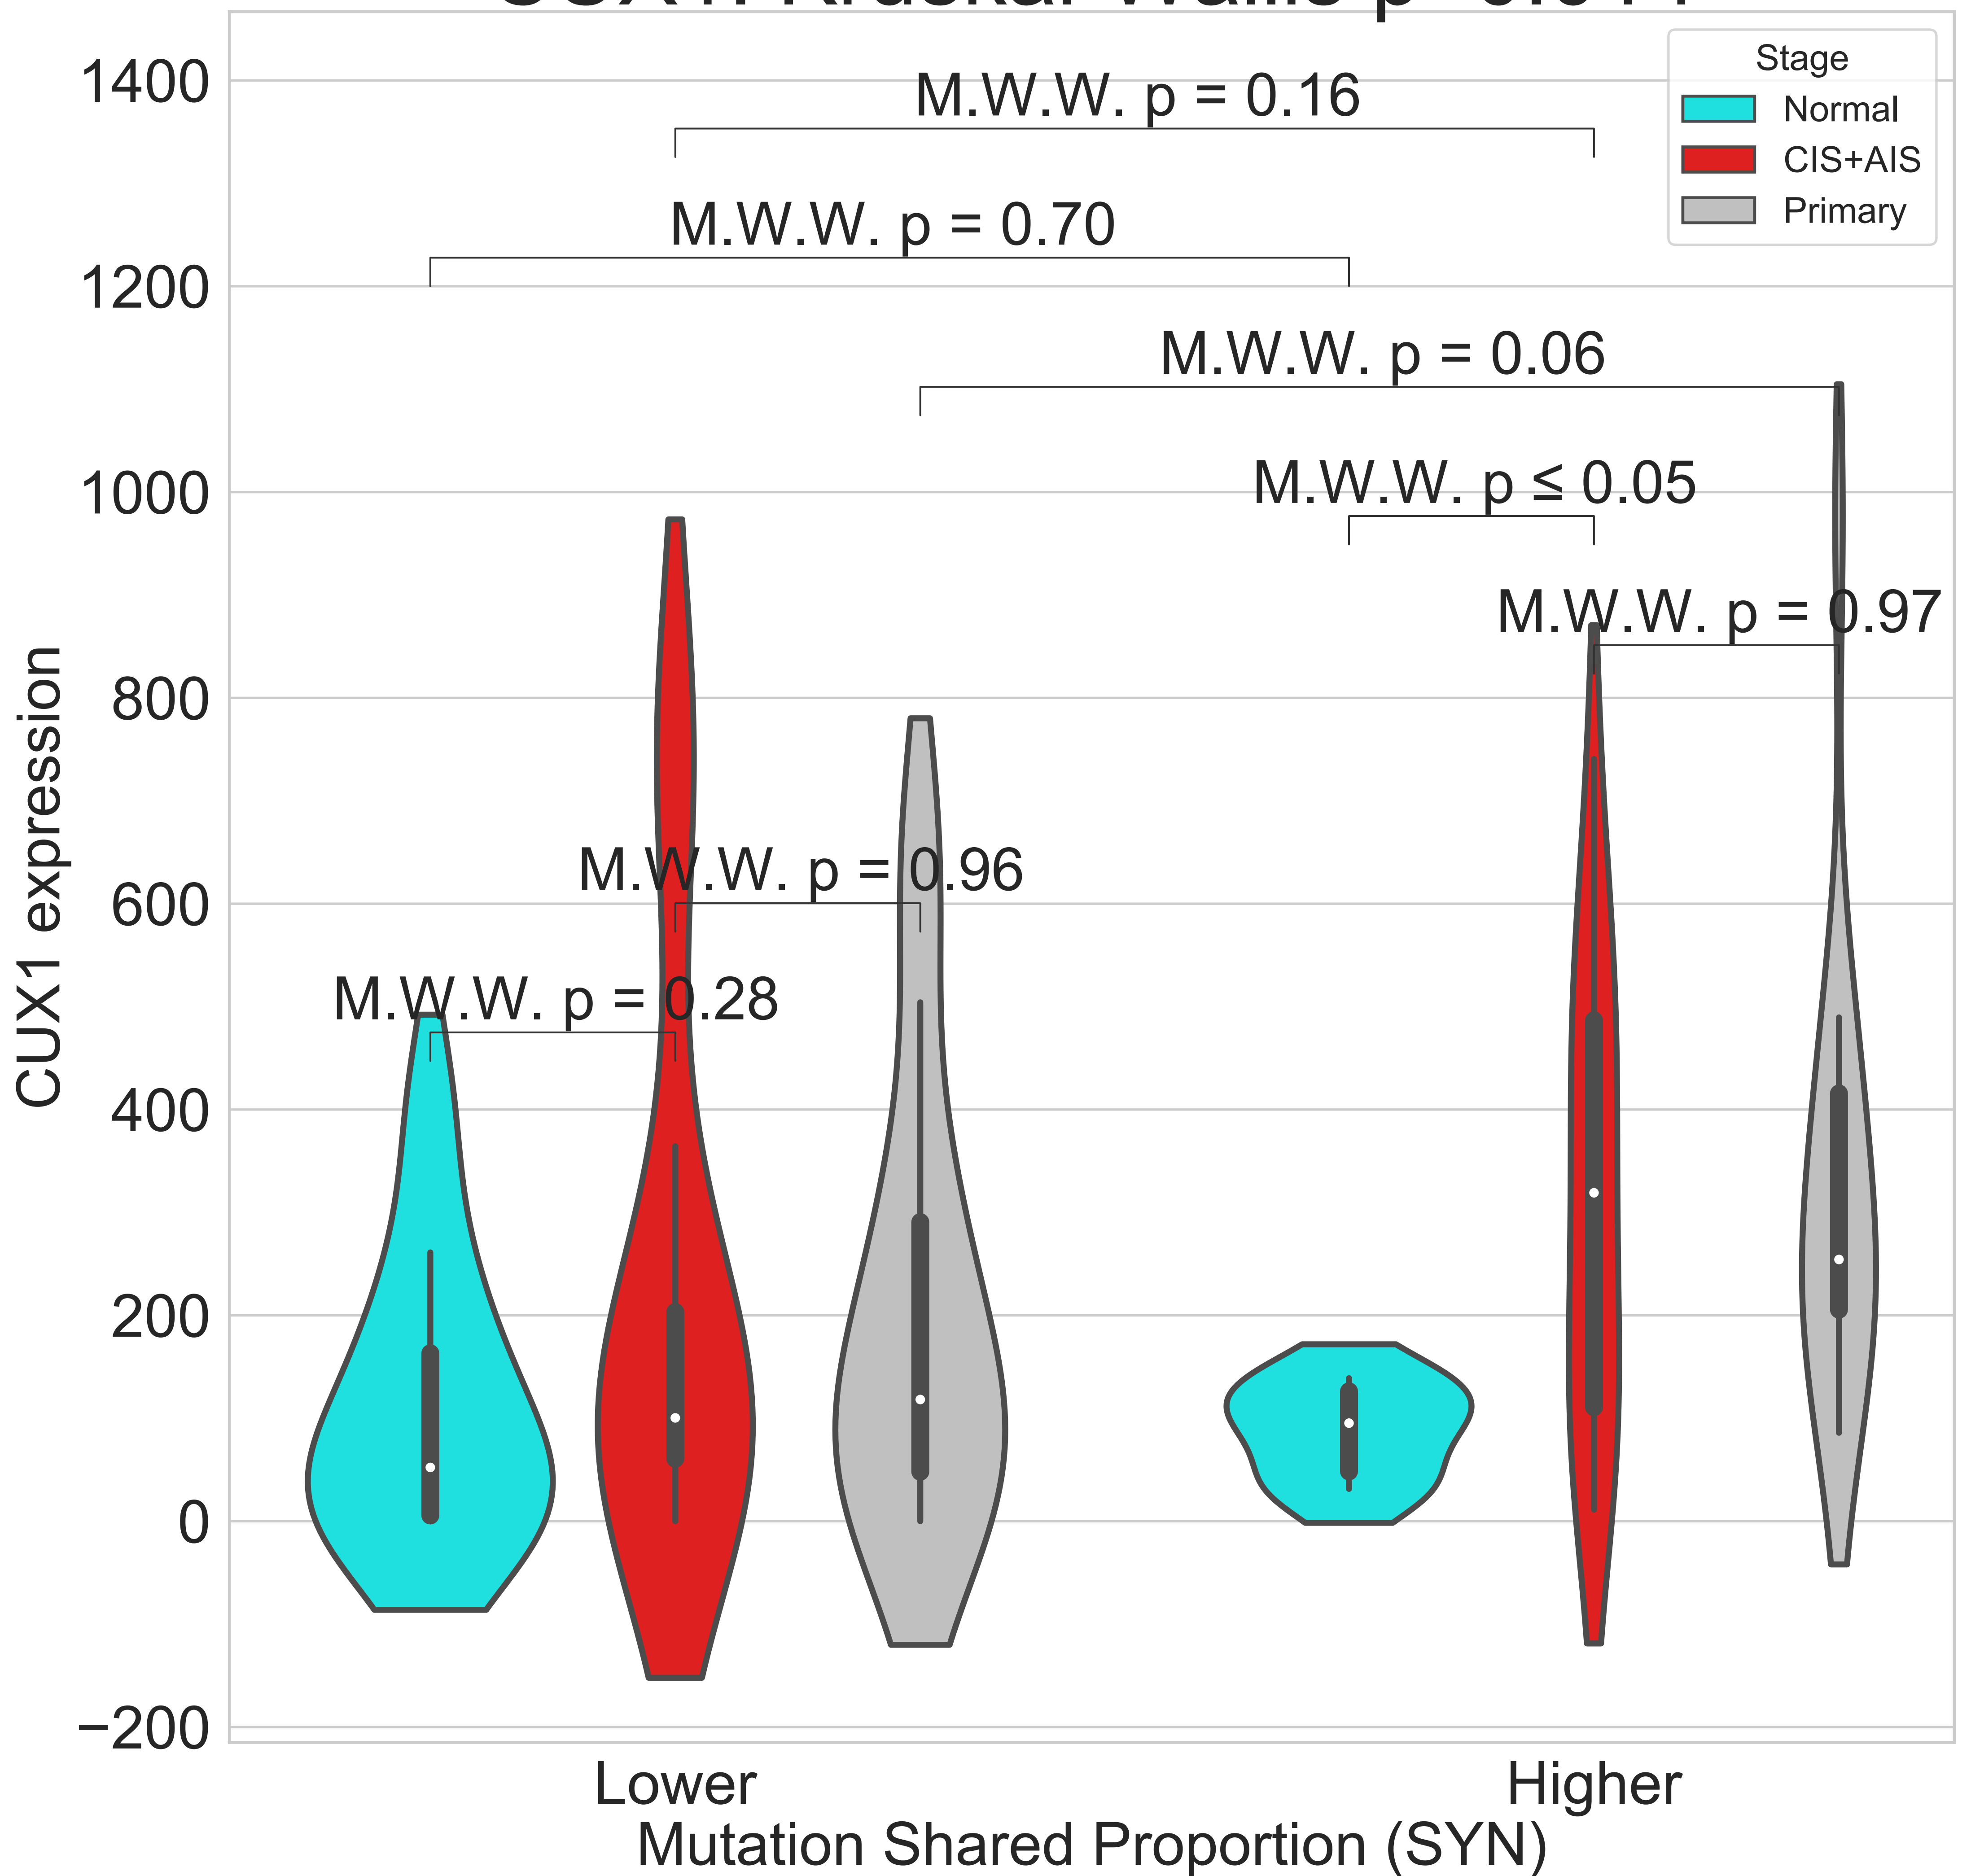 Stage
Normal
CIS+AIS
Primary
M.W.W. p = 0.16
M.W.W. p = 0.70
M.W.W. p = 0.06
M.W.W. p ≤ 0.05
M.W.W. p = 0.97
M.W.W. p = 0.96
M.W.W. p = 0.28
1400
1200
1000
800
600
400
200
0
−200
CUX1 expression
Lower
Higher
Mutation Shared Proportion (SYN)